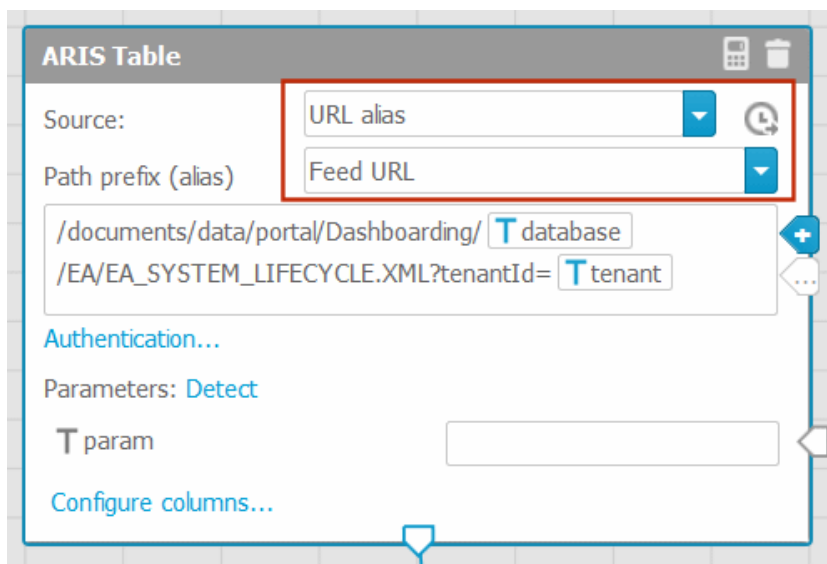 ARIS Table
Source: URL alias
Path prefix (alias) Feed URL
/documents/data/portal/Dashboarding/ T database
/EA/EA_SYSTEM_LIFECYCLE.XML?tenantId= T tenant
Authentication...
Parameters: Detect
T param
Configure columns...